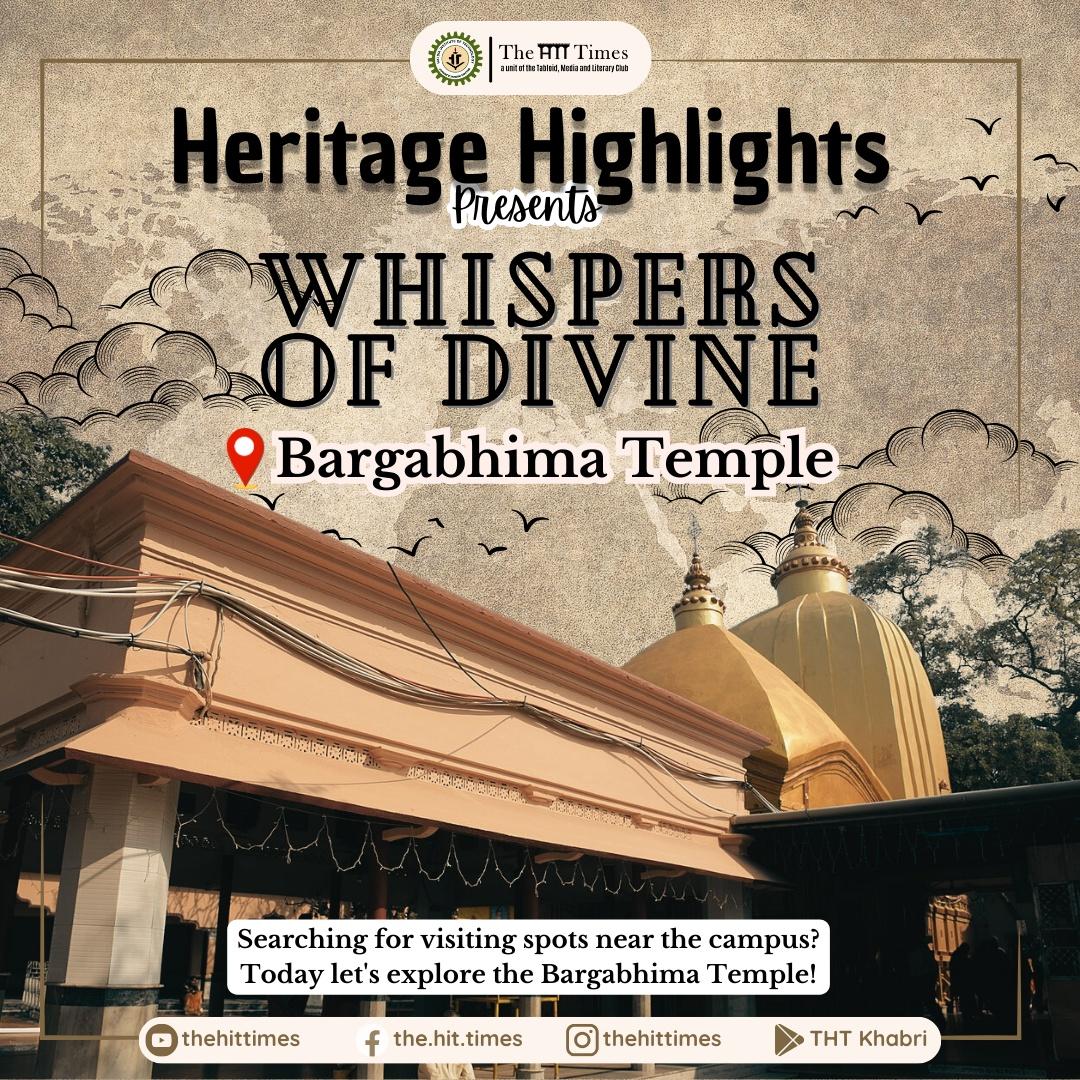 The HIT Times
a unit of the Tabloid, Media and Literary Club
Heritage Highlights
Presents
WHISPERS
OF DIVINE
Bargabhima Temple
Searching for visiting spots near the campus?
Today let's explore the Bargabhima Temple!
thehittimes
the.hit.times
thehittimes
THT Khabri